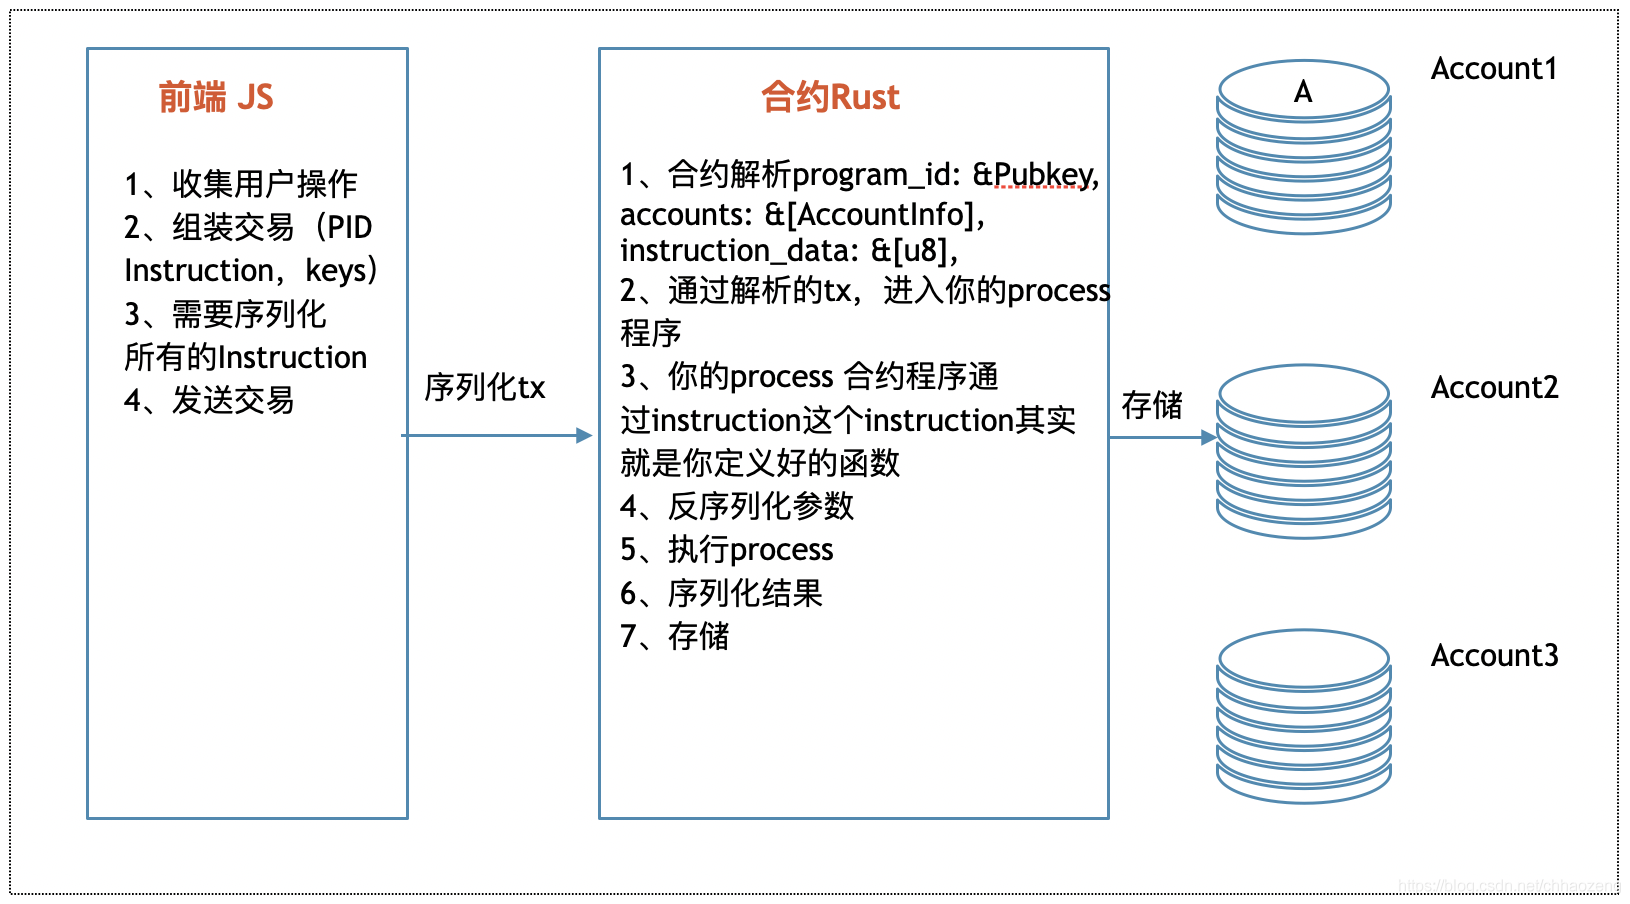 前端 JS
1、收集用户操作
2、组装交易（PID
Instruction，keys）
3、需要序列化
所有的Instruction
4、发送交易
序列化tx
合约Rust
1、合约解析program_id: &Pubkey,
accounts: &[AccountInfo],
instruction_data: &[u8],
2、通过解析的tx，进入你的process
程序
3、你的process 合约程序通
过instruction这个instruction其实
就是你定义好的函数
4、反序列化参数
5、执行process
6、序列化结果
7、存储
存储
A
Account1
Account2
Account3